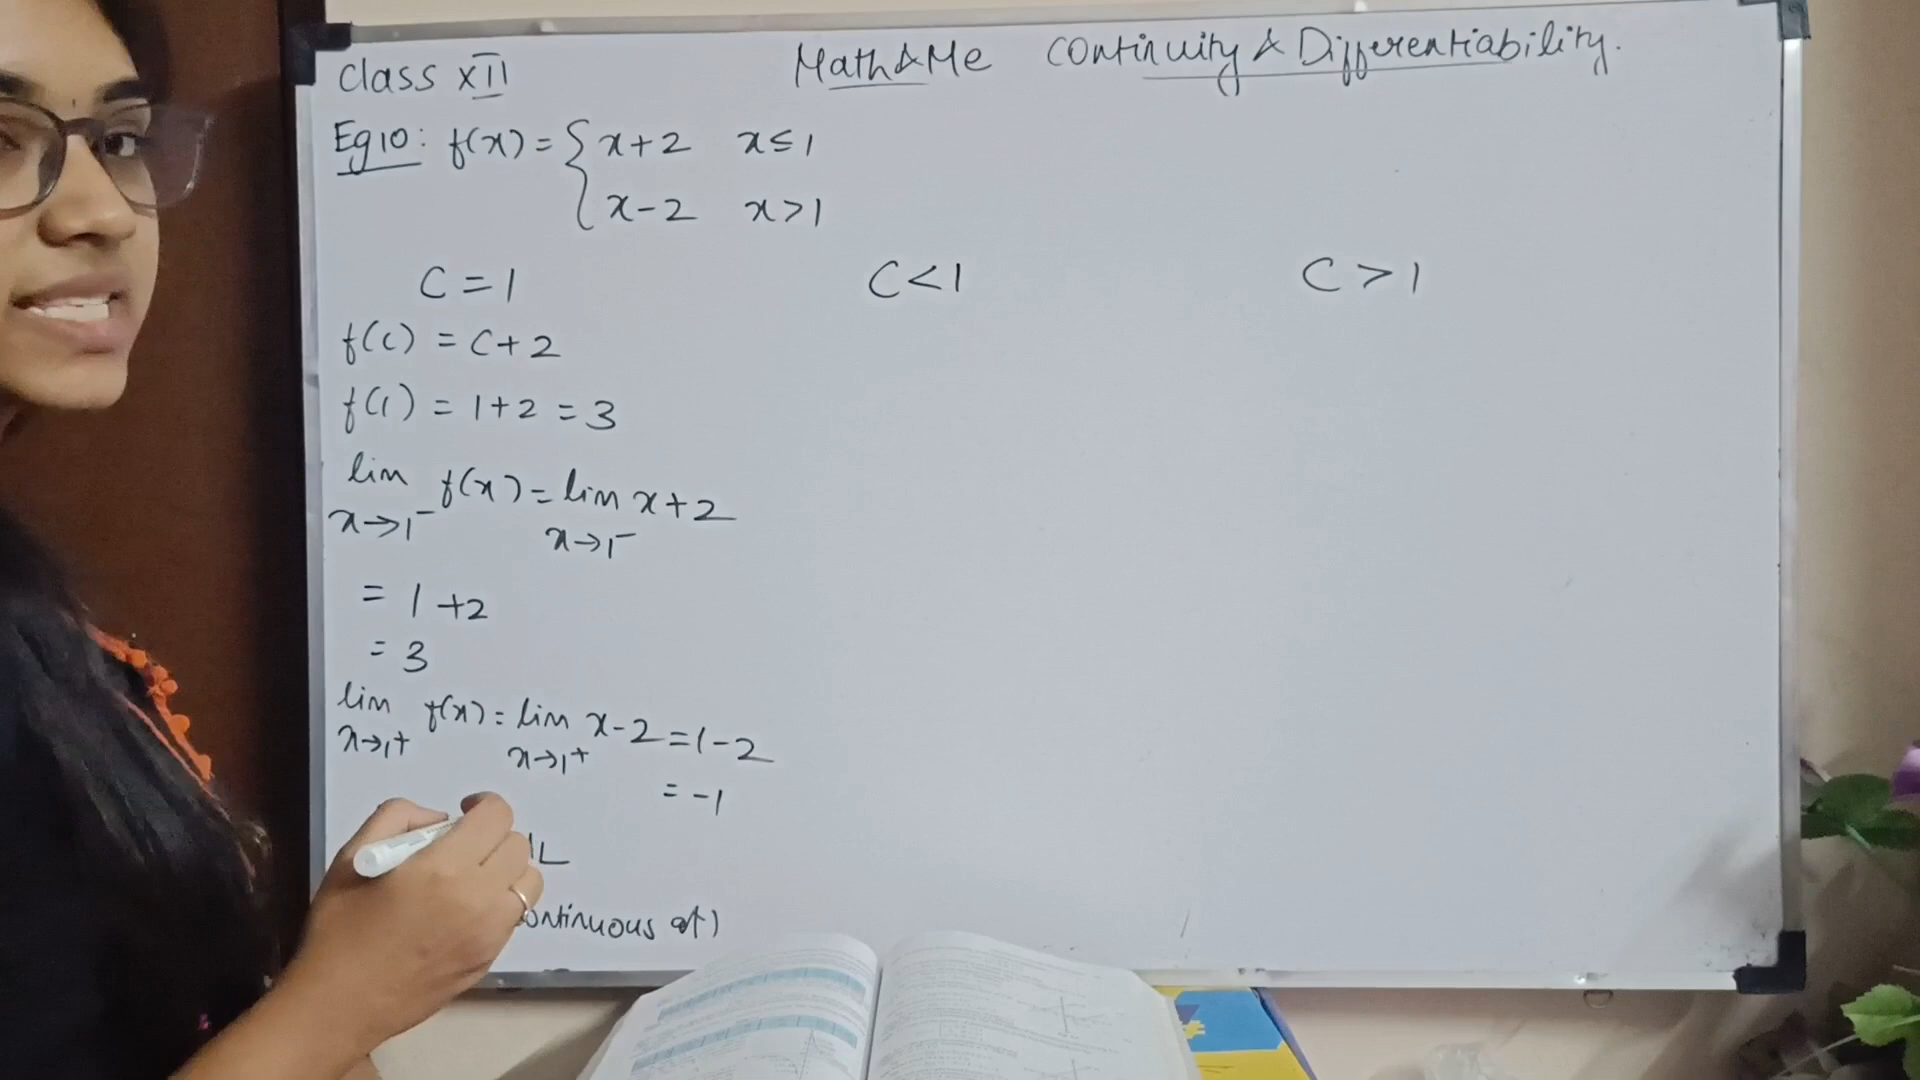 Class XII Math & Me Continuity & Differentiability.
Eg10: f(x) = { x+2 x≤1
x-2 x>1
C=1 C<1 C>1
f(c) = c+2
f(1) = 1+2 = 3
lim f(x) = lim x+2
x→1⁻ x→1⁻
= 1+2
= 3
lim f(x) = lim x-2 = 1-2
x→1+ x→1+
= -1
at 1